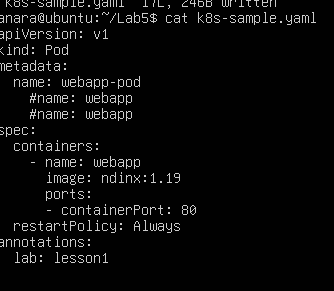 k8s-sample.yaml" 17L, 246B written
anara@ubuntu:~/Lab5$ cat k8s-sample.yaml
apiVersion: v1
kind: Pod
metadata:
  name: webapp-pod
    #name: webapp
    #name: webapp
spec:
  containers:
    - name: webapp
      image: ndinx:1.19
      ports:
      - containerPort: 80
  restartPolicy: Always
annotations:
  lab: lesson1